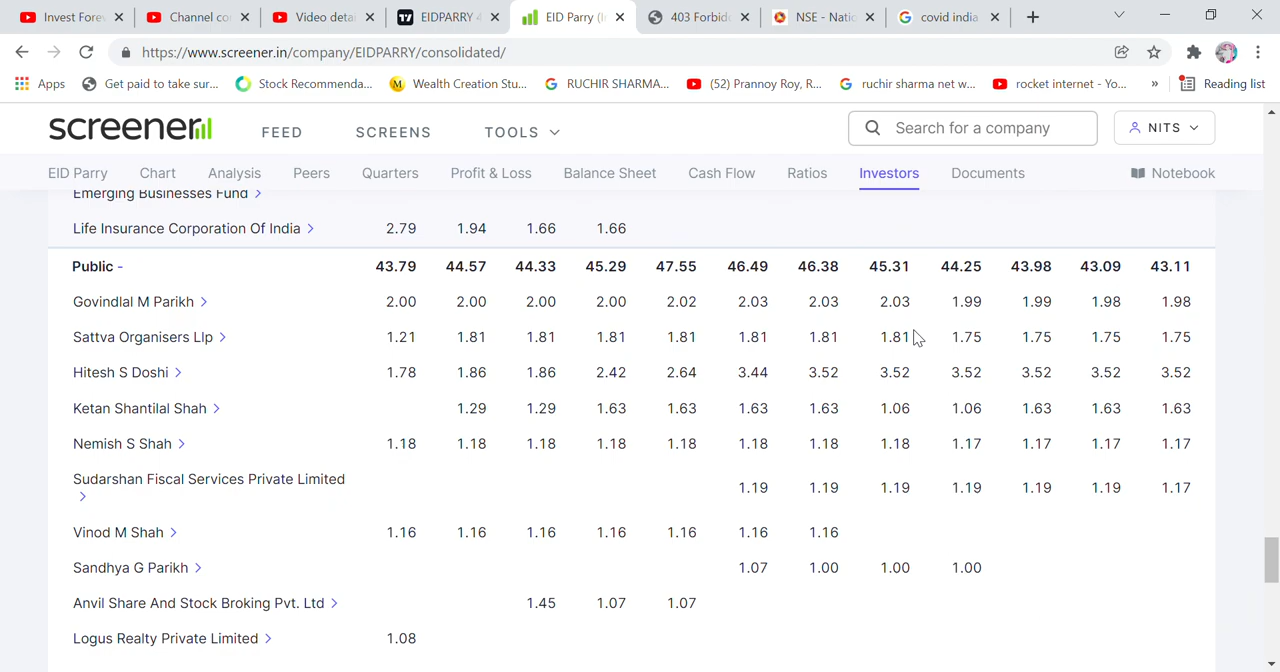 Invest Fore
Channel co
Video detai
EIDPARRY 4
EID Parry (I
403 Forbid
NSE - Natio
covid india
https://www.screener.in/company/EIDPARRY/consolidated/
Apps
Get paid to take sur...
Stock Recommenda...
Wealth Creation Stu...
RUCHIR SHARMA...
(52) Prannoy Roy, R...
ruchir sharma net w...
rocket internet - Yo...
»
Reading list
screener
FEED
SCREENS
TOOLS
Search for a company
NITS
EID Parry Chart Analysis Peers Quarters Profit & Loss Balance Sheet Cash Flow Ratios Investors Documents Notebook
Emerging Businesses Fund
Life Insurance Corporation Of India 2.79 1.94 1.66 1.66
Public - 43.79 44.57 44.33 45.29 47.55 46.49 46.38 45.31 44.25 43.98 43.09 43.11
Govindlal M Parikh 2.00 2.00 2.00 2.00 2.02 2.03 2.03 2.03 1.99 1.99 1.98 1.98
Sattva Organisers Llp 1.21 1.81 1.81 1.81 1.81 1.81 1.81 1.81 1.75 1.75 1.75 1.75
Hitesh S Doshi 1.78 1.86 1.86 2.42 2.64 3.44 3.52 3.52 3.52 3.52 3.52 3.52
Ketan Shantilal Shah 1.29 1.29 1.63 1.63 1.63 1.63 1.06 1.06 1.63 1.63 1.63
Nemish S Shah 1.18 1.18 1.18 1.18 1.18 1.18 1.18 1.18 1.17 1.17 1.17 1.17
Sudarshan Fiscal Services Private Limited 1.19 1.19 1.19 1.19 1.19 1.19 1.17
Vinod M Shah 1.16 1.16 1.16 1.16 1.16 1.16 1.16
Sandhya G Parikh 1.07 1.00 1.00 1.00
Anvil Share And Stock Broking Pvt. Ltd 1.45 1.07 1.07
Logus Realty Private Limited 1.08